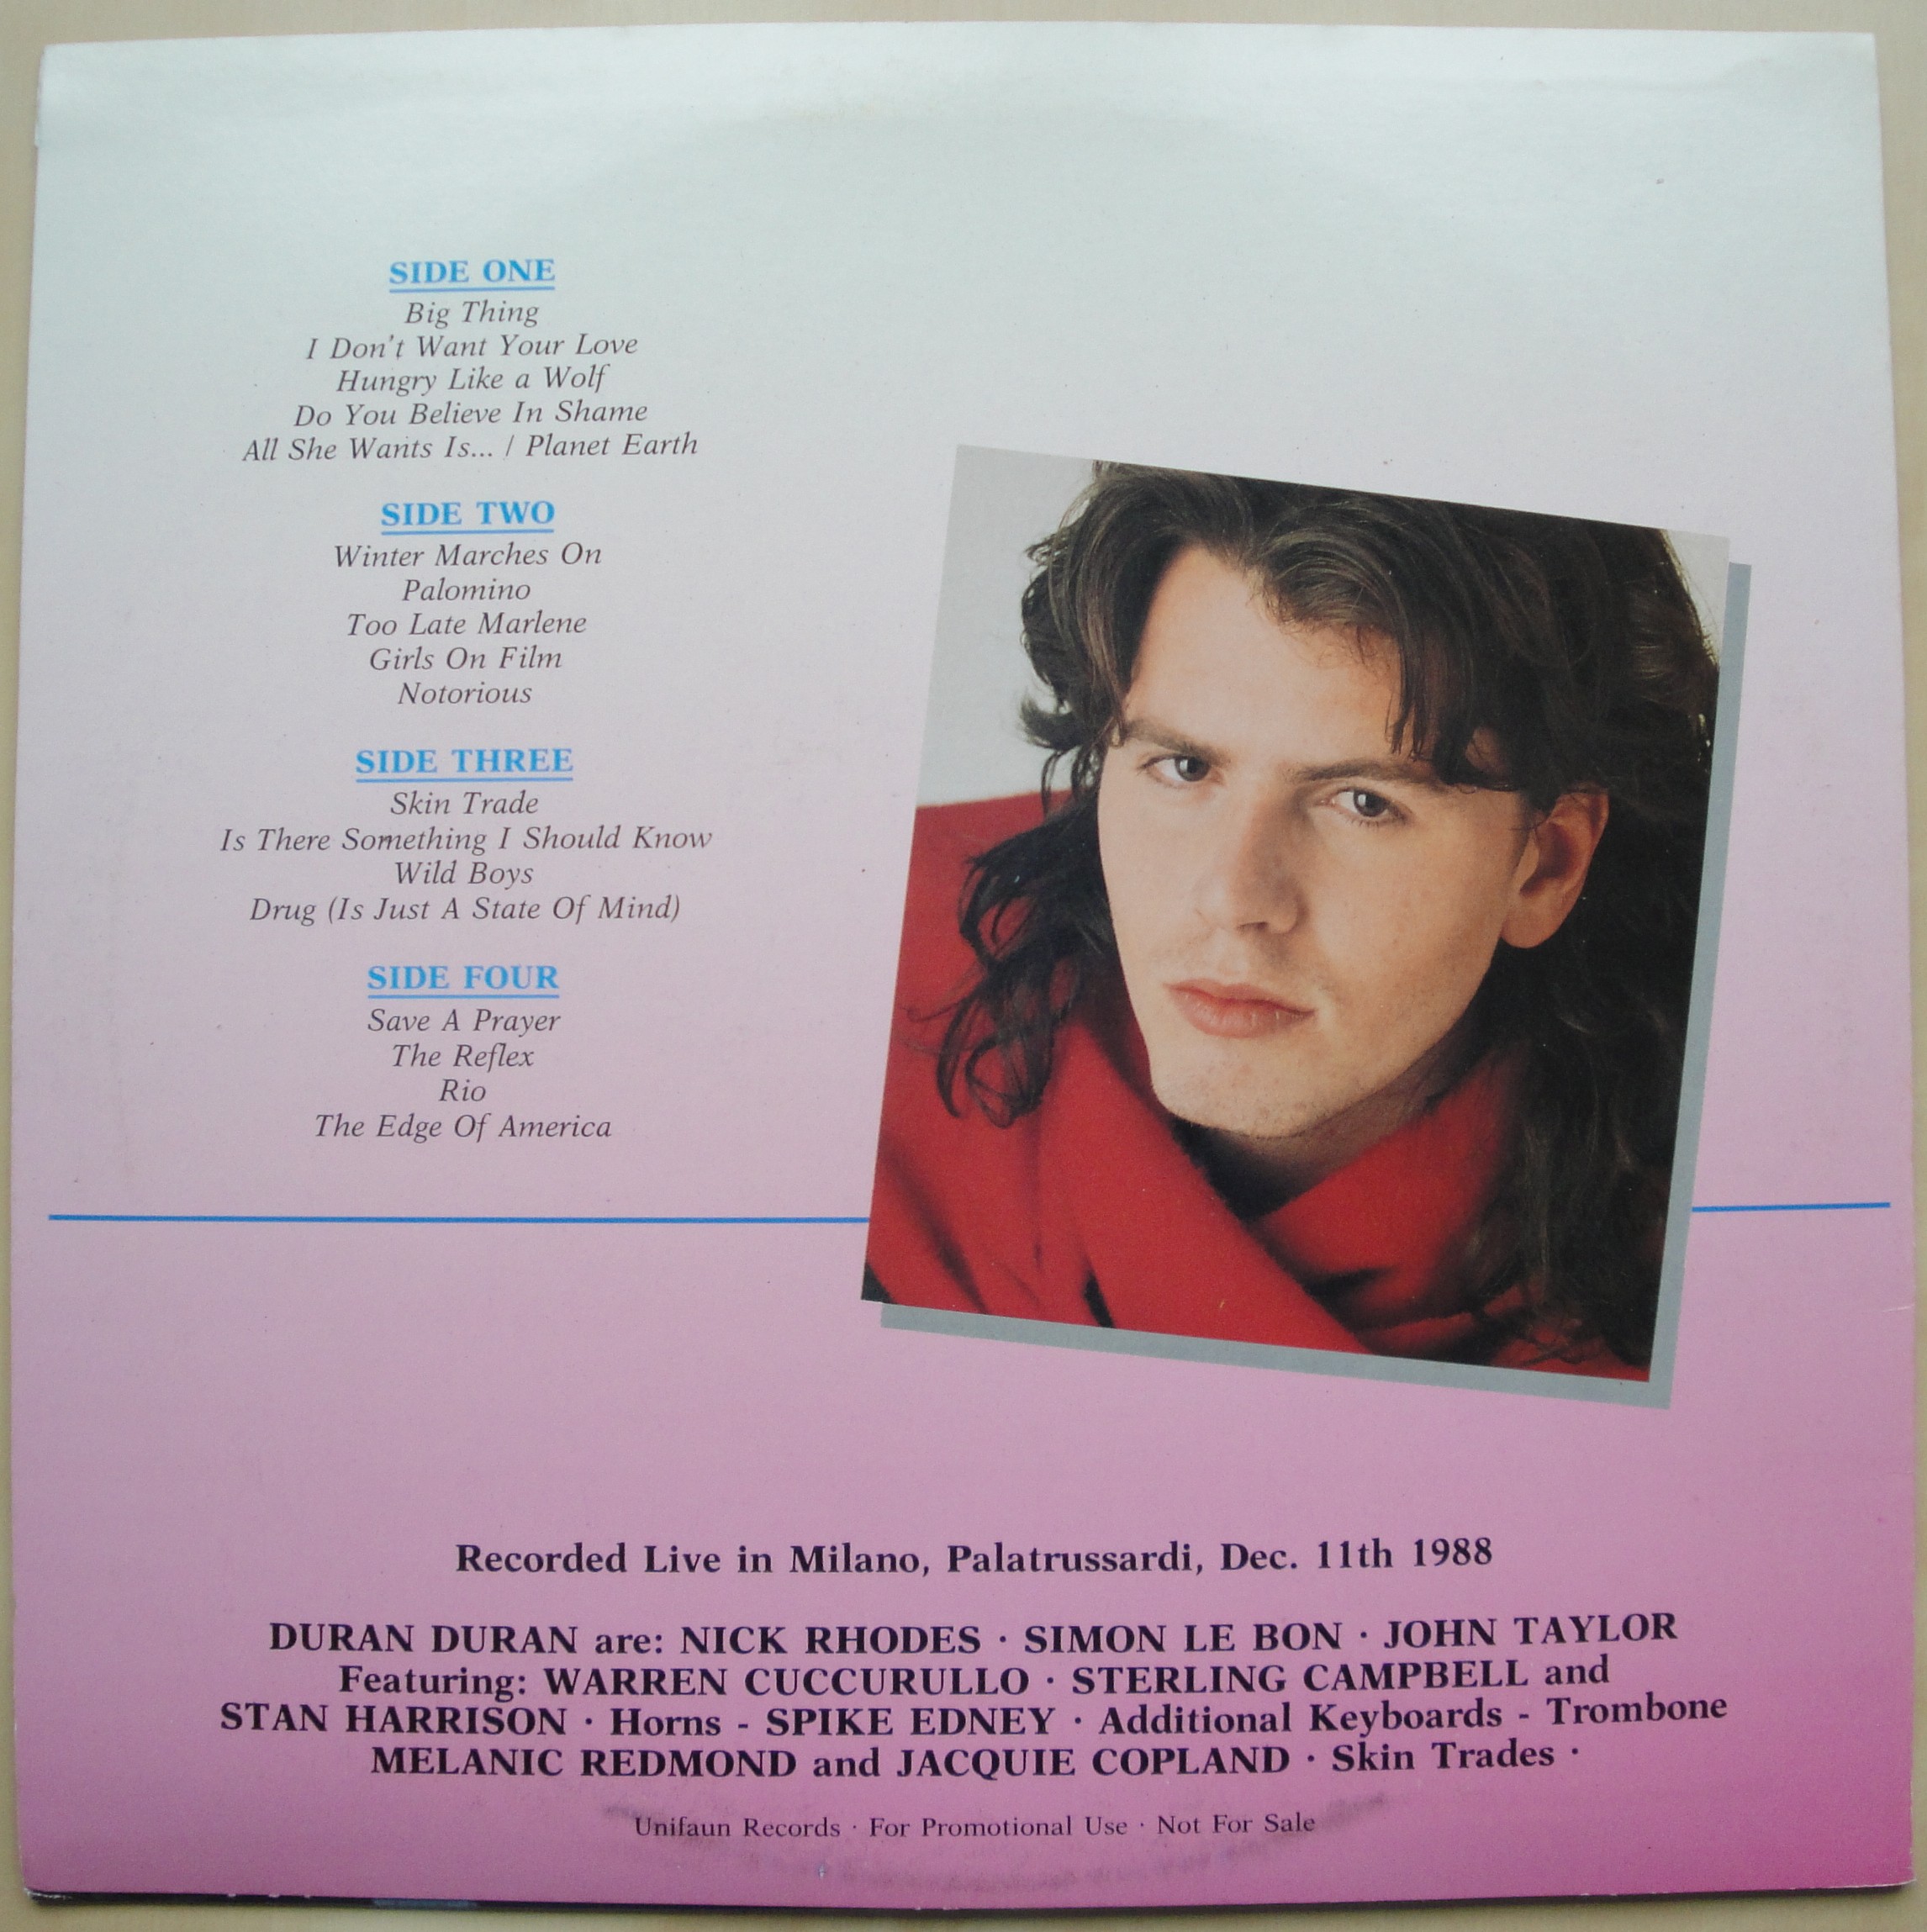 SIDE ONE
Big Thing
I Don't Want Your Love
Hungry Like a Wolf
Do You Believe In Shame
All She Wants Is... / Planet Earth
SIDE TWO
Winter Marches On
Palomino
Too Late Marlene
Girls On Film
Notorious
SIDE THREE
Skin Trade
Is There Something I Should Know
Wild Boys
Drug (Is Just A State Of Mind)
SIDE FOUR
Save A Prayer
The Reflex
Rio
The Edge Of America
Recorded Live in Milano, Palatrussardi, Dec. 11th 1988
DURAN DURAN are: NICK RHODES · SIMON LE BON · JOHN TAYLOR
Featuring: WARREN CUCCURULLO · STERLING CAMPBELL and
STAN HARRISON · Horns - SPIKE EDNEY · Additional Keyboards - Trombone
MELANIC REDMOND and JACQUIE COPLAND · Skin Trades ·
Unifaun Records · For Promotional Use · Not For Sale